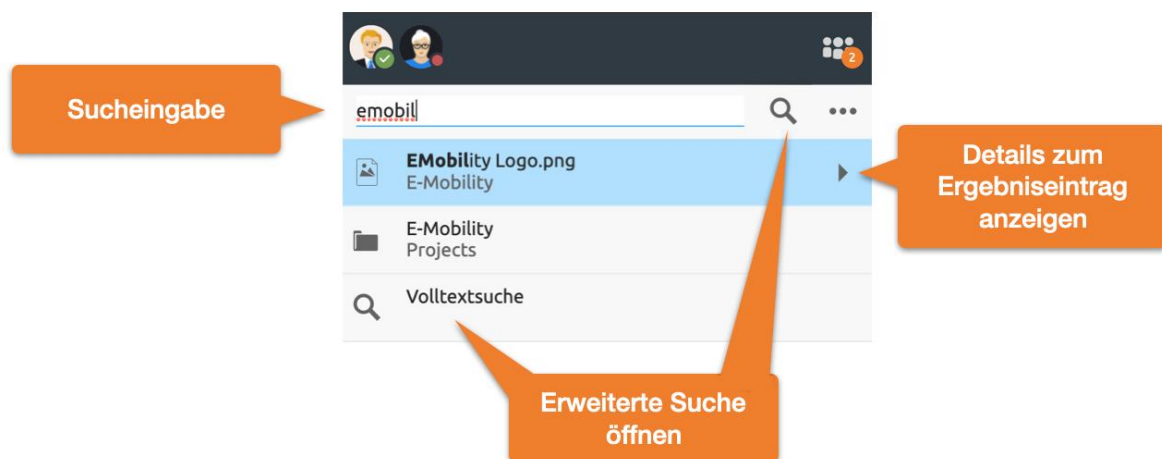 2
Sucheingabe
emobil
EMobility Logo.png
E-Mobility
Details zum
Ergebniseintrag
anzeigen
E-Mobility
Projects
Volltextsuche
Erweiterte Suche
öffnen